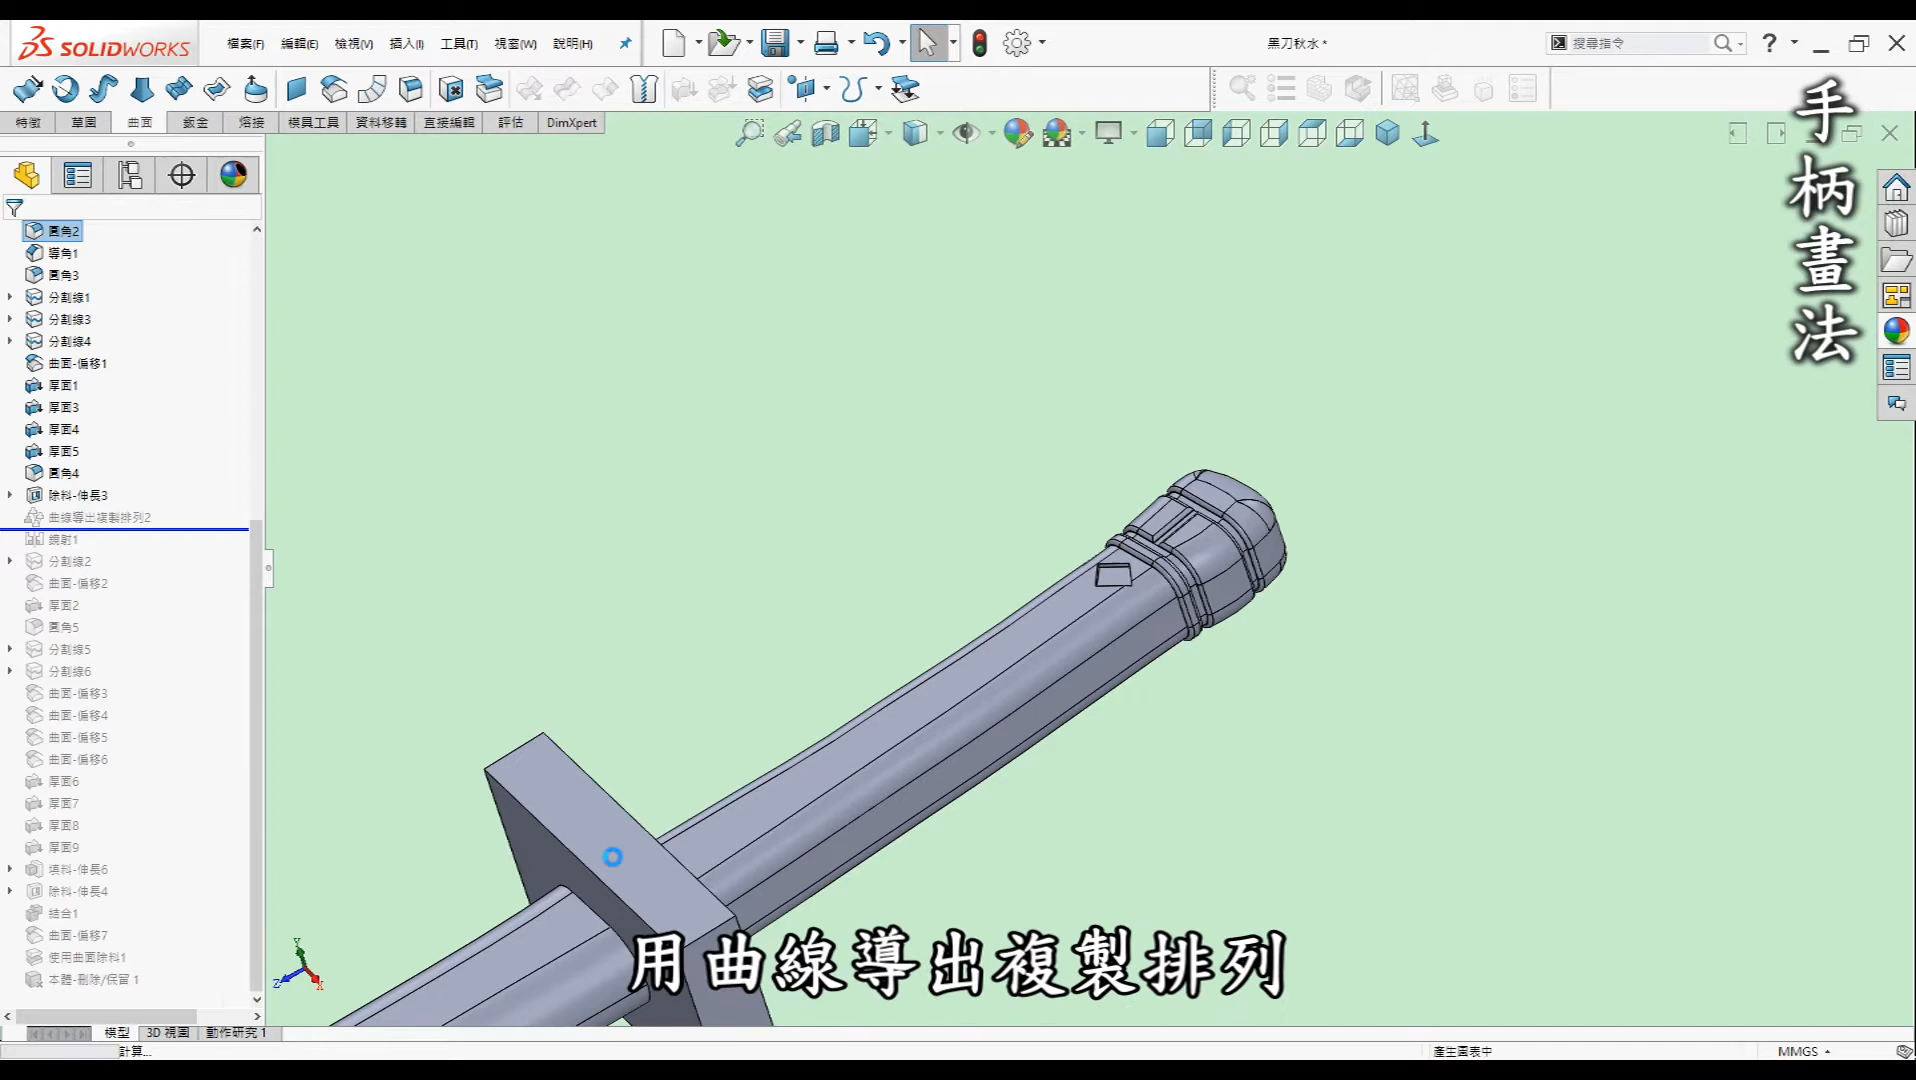 SOLIDWORKS
檔案(F) 編輯(E) 檢視(V) 插入(I) 工具(T) 視窗(W) 說明(H)
黑刀秋水 *
搜尋指令
特徵 草圖 曲面 鈑金 熔接 模具工具 資料移轉 直接編輯 評估 DimXpert
手柄畫法
圓角2
導角1
圓角3
分割線1
分割線3
分割線4
曲面-偏移1
厚面1
厚面3
厚面4
厚面5
圓角4
除料-伸長3
曲線導出複製排列2
鏡射1
分割線2
曲面-偏移2
厚面2
圓角5
分割線5
分割線6
曲面-偏移3
曲面-偏移4
曲面-偏移5
曲面-偏移6
厚面6
厚面7
厚面8
厚面9
填料-伸長6
除料-伸長4
結合1
曲面-偏移7
使用曲面除料1
本體-刪除/保留 1
Y
Z
X
用曲線導出複製排列
模型 3D 視圖 動作研究 1
計算...
產生圖表中
MMGS